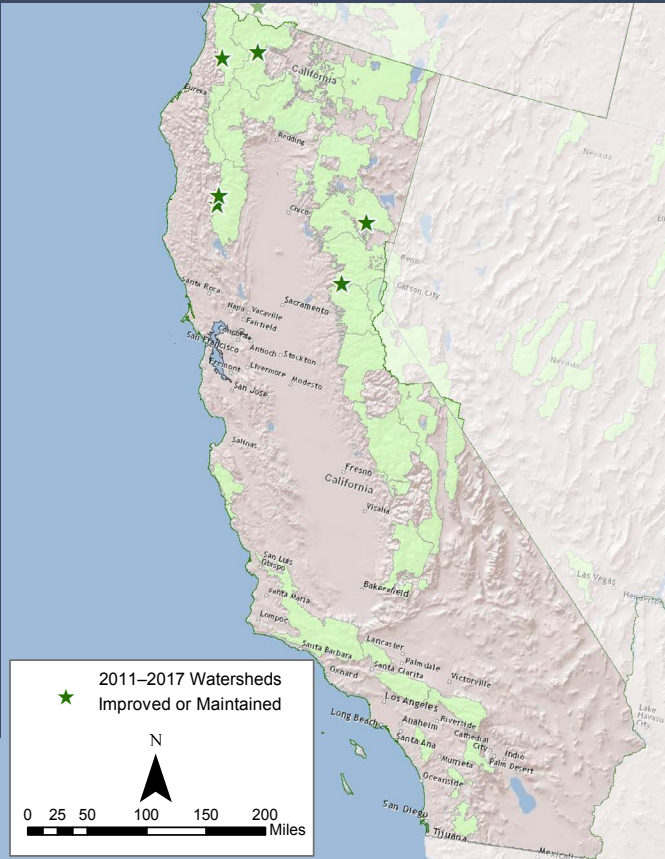 California
Eureka
Redding
Nevada
Chico
Reno
Carson City
Santa Rosa
Napa
Vacaville
Fairfield
Sacramento
Concord
San Francisco
Antioch
Stockton
Nevada
Fremont
Livermore
Modesto
San Jose
Salinas
Fresno
California
Visalia
San Luis
Obispo
Las Vegas
Henderson
Bakersfield
Santa Maria
Lompoc
Santa Barbara
Lancaster
Palmdale
Santa Clarita
Victorville
Oxnard
Los Angeles
Lake
Havasu
City
Long Beach
Anaheim
Riverside
Cathedral
City
Santa Ana
Indio
Murrieta
Palm Desert
Oceanside
San Diego
Tijuana
2011–2017 Watersheds
Improved or Maintained
N
0 25 50 100 150 200
Miles